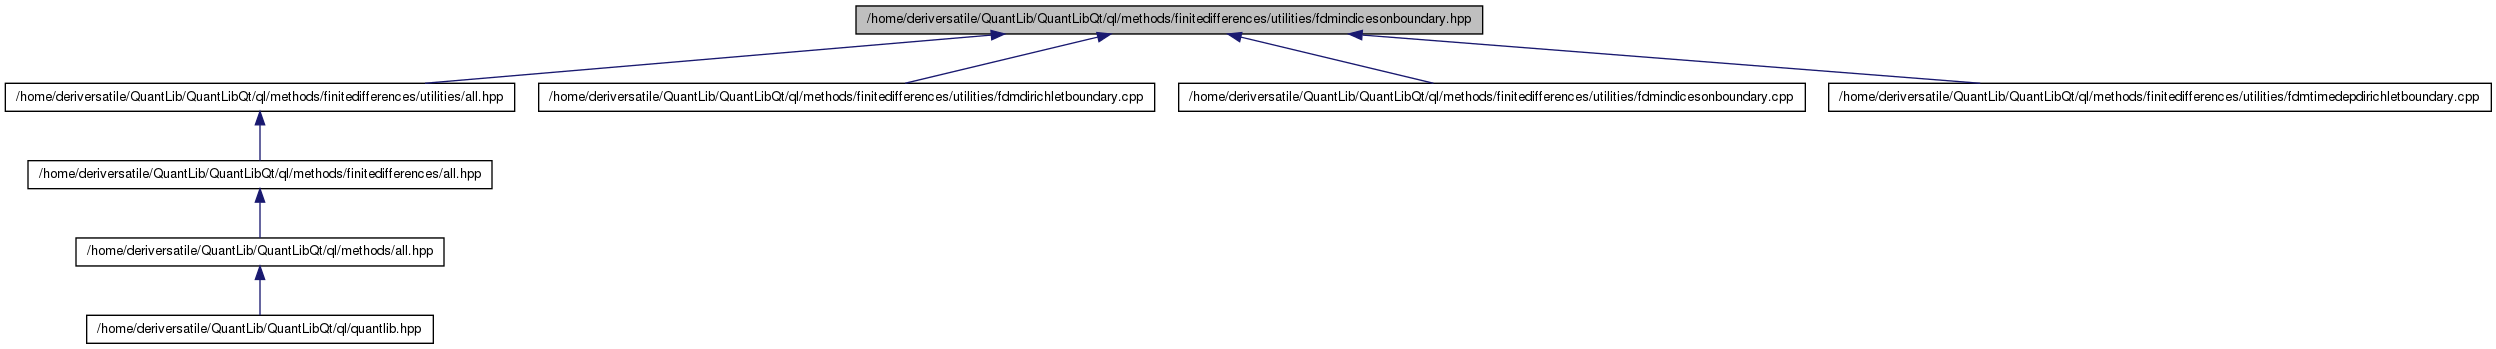 /home/deriversatile/QuantLib/QuantLibQt/ql/methods/finitedifferences/utilities/fdmindicesonboundary.hpp
/home/deriversatile/QuantLib/QuantLibQt/ql/methods/finitedifferences/utilities/all.hpp
/home/deriversatile/QuantLib/QuantLibQt/ql/methods/finitedifferences/utilities/fdmdirichletboundary.cpp
/home/deriversatile/QuantLib/QuantLibQt/ql/methods/finitedifferences/utilities/fdmindicesonboundary.cpp
/home/deriversatile/QuantLib/QuantLibQt/ql/methods/finitedifferences/utilities/fdmtimedepdirichletboundary.cpp
/home/deriversatile/QuantLib/QuantLibQt/ql/methods/finitedifferences/all.hpp
/home/deriversatile/QuantLib/QuantLibQt/ql/methods/all.hpp
/home/deriversatile/QuantLib/QuantLibQt/ql/quantlib.hpp